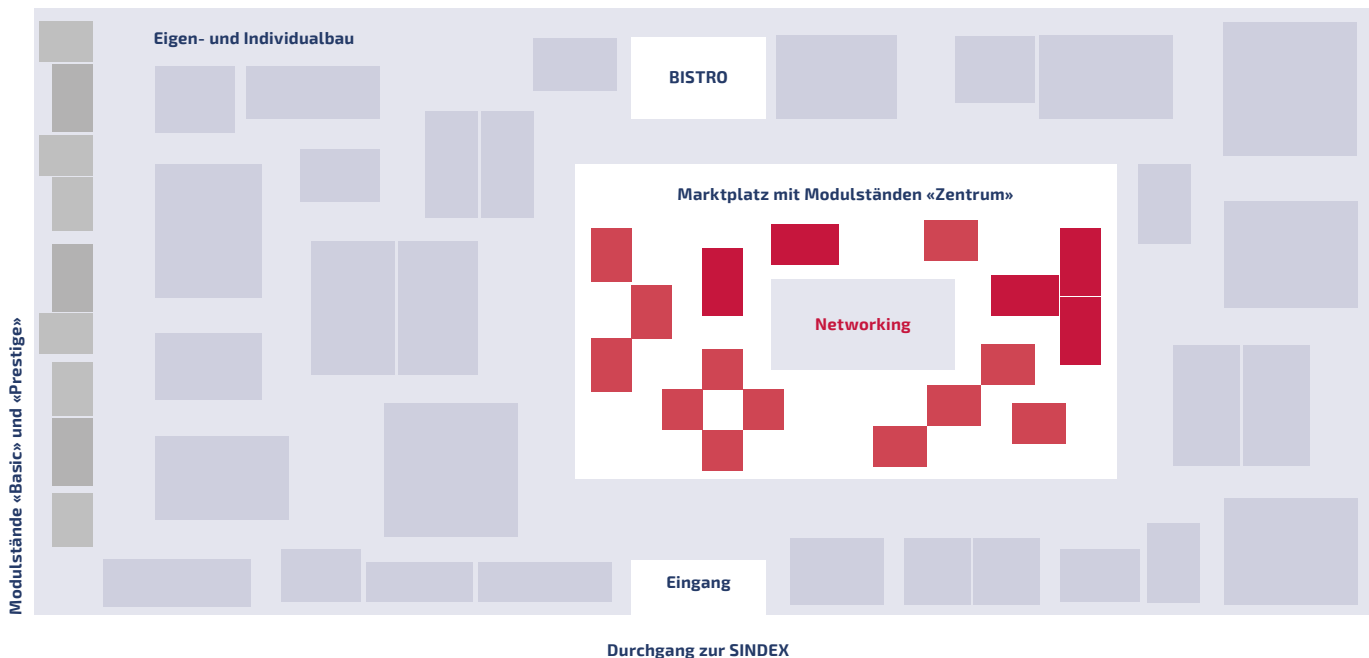 Eigen- und Individualbau
BISTRO
Marktplatz mit Modulständen «Zentrum»
Networking
Modulstände «Basic» und «Prestige»
Eingang
Durchgang zur SINDEX